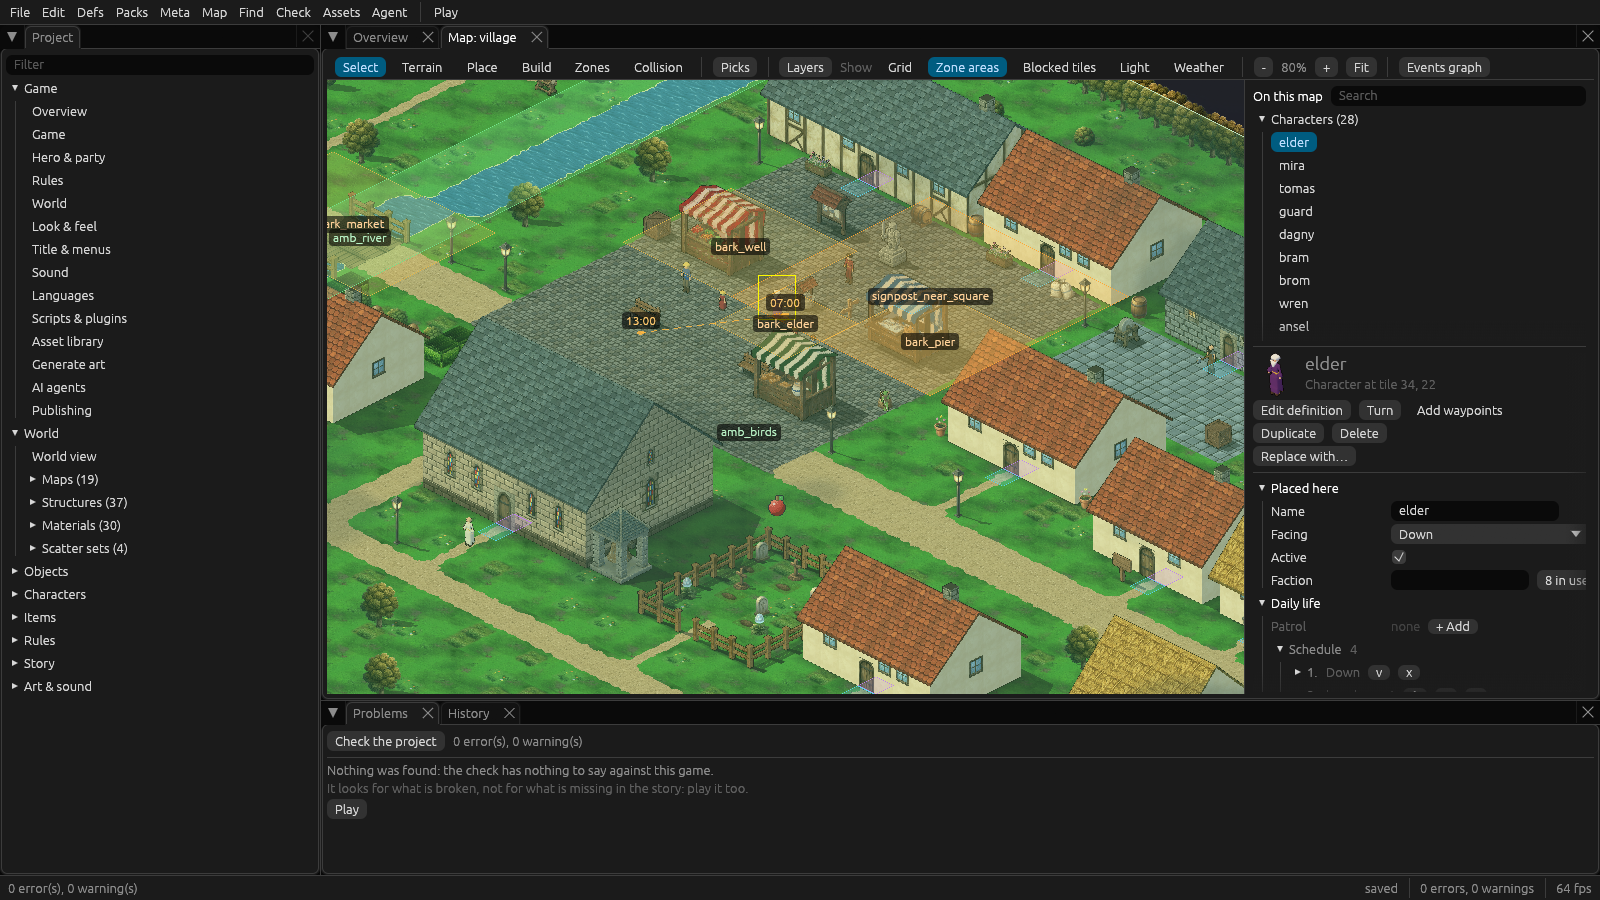 File Edit Defs Packs Meta Map Find Check Assets Agent Play
Project
Filter
Game
Overview
Game
Hero & party
Rules
World
Look & feel
Title & menus
Sound
Languages
Scripts & plugins
Asset library
Generate art
AI agents
Publishing
World
World view
Maps (19)
Structures (37)
Materials (30)
Scatter sets (4)
Objects
Characters
Items
Rules
Story
Art & sound
Overview Map: village
Select Terrain Place Build Zones Collision Picks Layers Show Grid Zone areas Blocked tiles Light Weather - 80% + Fit Events graph
ark_market
amb_river
bark_well
signpost_near_square
07:00
13:00
bark_elder
bark_pier
amb_birds
On this map Search
Characters (28)
elder
mira
tomas
guard
dagny
bram
brom
wren
ansel
elder
Character at tile 34, 22
Edit definition Turn Add waypoints
Duplicate Delete
Replace with...
Placed here
Name elder
Facing Down
Active
Faction 8 in use
Daily life
Patrol none + Add
Schedule 4
1. Down v x
Problems History
Check the project 0 error(s), 0 warning(s)
Nothing was found: the check has nothing to say against this game.
It looks for what is broken, not for what is missing in the story: play it too.
Play
0 error(s), 0 warning(s) saved 0 errors, 0 warnings 64 fps